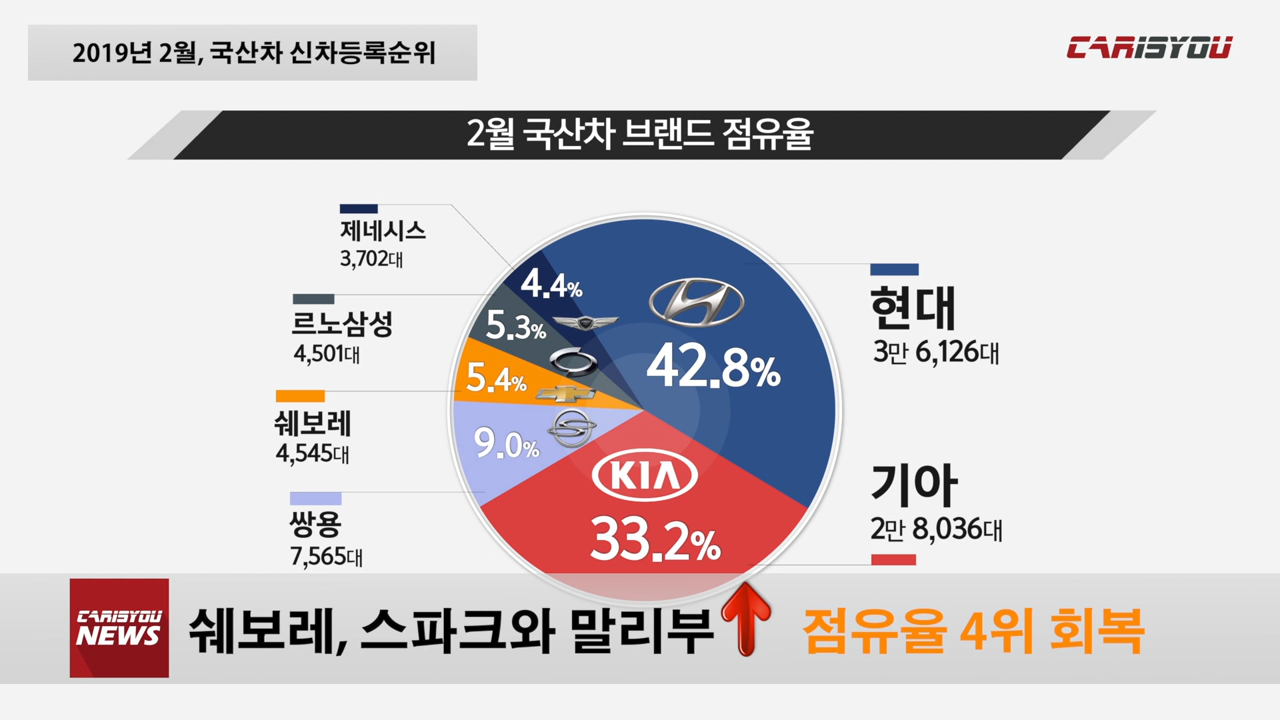 2019년 2월, 국산차 신차등록순위
CARISYOU
2월 국산차 브랜드 점유율
제네시스
3,702대
르노삼성
4,501대
쉐보레
4,545대
쌍용
7,565대
4.4%
5.3%
5.4%
9.0%
42.8%
KIA
33.2%
현대
3만 6,126대
기아
2만 8,036대
CARISYOU
NEWS
쉐보레, 스파크와 말리부 점유율 4위 회복